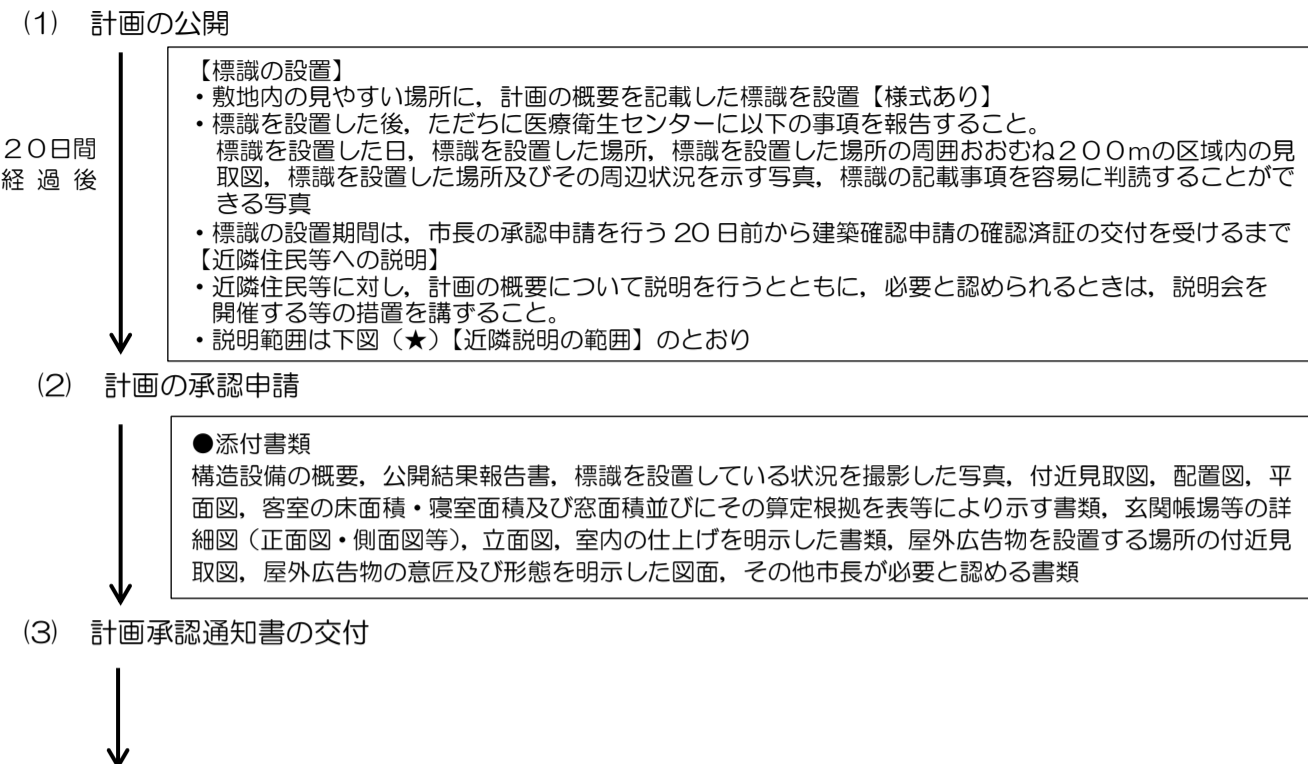 ⑴　計画の公開
【標識の設置】
・敷地内の見やすい場所に，計画の概要を記載した標識を設置【様式あり】
・標識を設置した後，ただちに医療衛生センターに以下の事項を報告すること。
標識を設置した日，標識を設置した場所，標識を設置した場所の周囲おおむね２００ｍの区域内の見
取図，標識を設置した場所及びその周辺状況を示す写真，標識の記載事項を容易に判読することがで
きる写真
・標識の設置期間は，市長の承認申請を行う 20 日前から建築確認申請の確認済証の交付を受けるまで
【近隣住民等への説明】
・近隣住民等に対し，計画の概要について説明を行うとともに，必要と認められるときは，説明会を
開催する等の措置を講ずること。
・説明範囲は下図（★）【近隣説明の範囲】のとおり
２０日間
経 過 後
⑵　計画の承認申請
●添付書類
構造設備の概要，公開結果報告書，標識を設置している状況を撮影した写真，付近見取図，配置図，平
面図，客室の床面積・寝室面積及び窓面積並びにその算定根拠を表等により示す書類，玄関帳場等の詳
細図（正面図・側面図等），立面図，室内の仕上げを明示した書類，屋外広告物を設置する場所の付近見
取図，屋外広告物の意匠及び形態を明示した図面，その他市長が必要と認める書類
⑶　計画承認通知書の交付